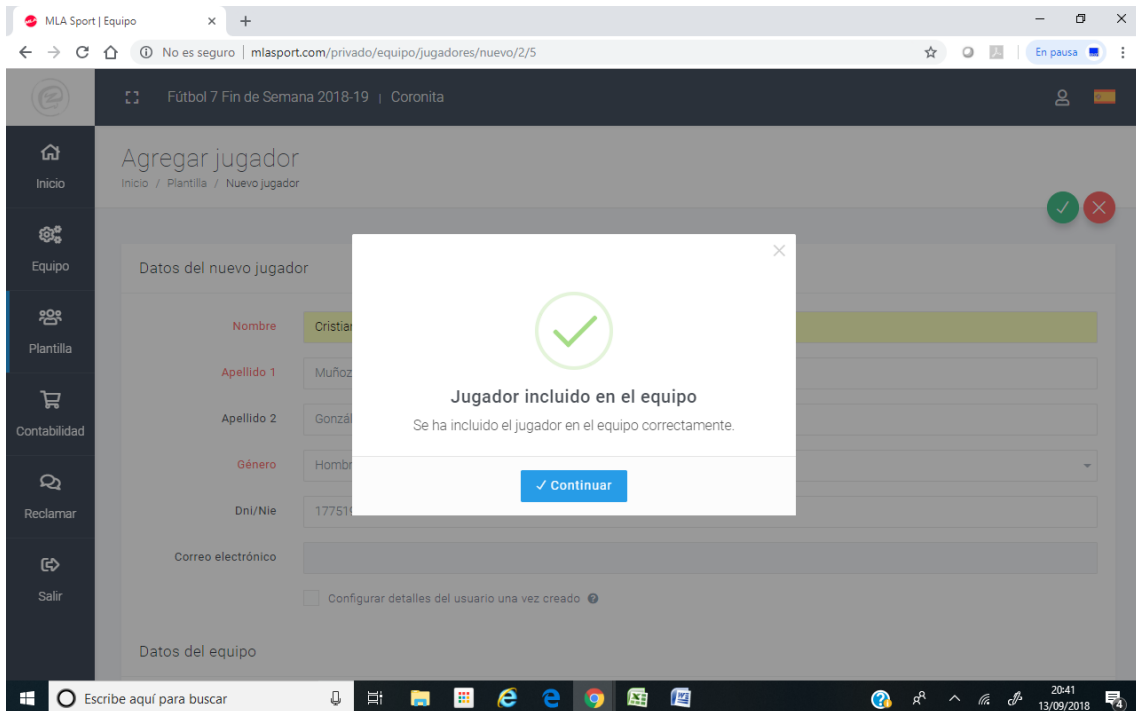 MLA Sport | Equipo
No es seguro | mlasport.com/privado/equipo/jugadores/nuevo/2/5
En pausa
Fútbol 7 Fin de Semana 2018-19 | Coronita
Inicio
Equipo
Plantilla
Contabilidad
Reclamar
Salir
Agregar jugador
Inicio / Plantilla / Nuevo jugador
Datos del nuevo jugador
Nombre
Cristian
Apellido 1
Muñoz
Apellido 2
Gonzál
Género
Hombr
Dni/Nie
177519
Correo electrónico
Configurar detalles del usuario una vez creado
Datos del equipo
Jugador incluido en el equipo
Se ha incluido el jugador en el equipo correctamente.
✓ Continuar
Escribe aquí para buscar
20:41
13/09/2018
4